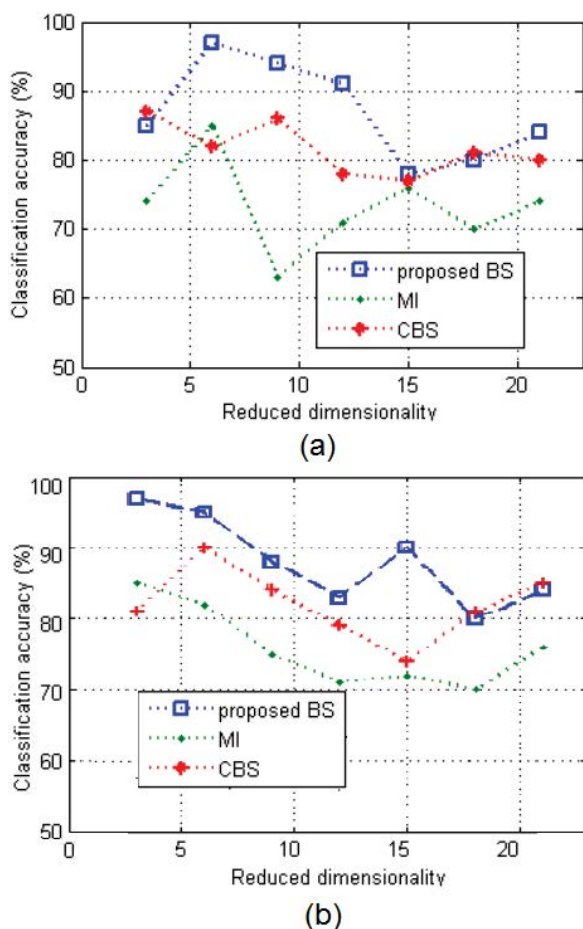 100
90
80
70
60
50
Classification accuracy (%)
proposed BS
MI
CBS
0 5 10 15 20
Reduced dimensionality
(a)
100
90
80
70
60
50
Classification accuracy (%)
proposed BS
MI
CBS
0 5 10 15 20
Reduced dimensionality
(b)